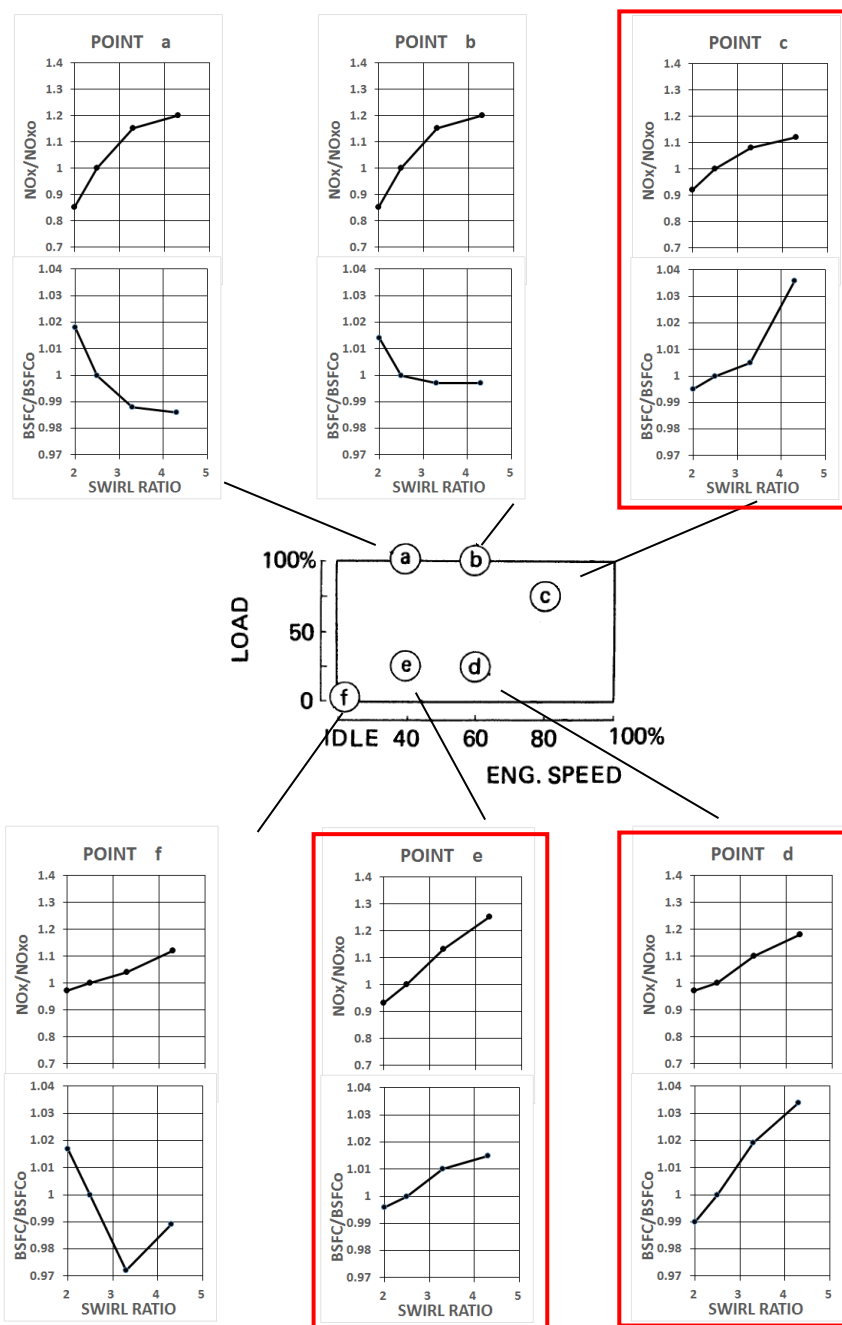 POINT a
1.4
1.3
1.2
1.1
1
0.9
0.8
0.7
NOx/NOxo
1.04
1.03
1.02
1.01
1
0.99
0.98
0.97
BSFC/BSFCo
2 3 4 5
SWIRL RATIO
POINT b
1.4
1.3
1.2
1.1
1
0.9
0.8
0.7
NOx/NOxo
1.04
1.03
1.02
1.01
1
0.99
0.98
0.97
BSFC/BSFCo
2 3 4 5
SWIRL RATIO
POINT c
1.4
1.3
1.2
1.1
1
0.9
0.8
0.7
NOx/NOxo
1.04
1.03
1.02
1.01
1
0.99
0.98
0.97
BSFC/BSFCo
2 3 4 5
SWIRL RATIO
100%
50
0
LOAD
a
b
c
e
d
f
IDLE 40 60 80 100%
ENG. SPEED
POINT f
1.4
1.3
1.2
1.1
1
0.9
0.8
0.7
NOx/NOxo
1.04
1.03
1.02
1.01
1
0.99
0.98
0.97
BSFC/BSFCo
2 3 4 5
SWIRL RATIO
POINT e
1.4
1.3
1.2
1.1
1
0.9
0.8
0.7
NOx/NOxo
1.04
1.03
1.02
1.01
1
0.99
0.98
0.97
BSFC/BSFCo
2 3 4 5
SWIRL RATIO
POINT d
1.4
1.3
1.2
1.1
1
0.9
0.8
0.7
NOx/NOxo
1.04
1.03
1.02
1.01
1
0.99
0.98
0.97
BSFC/BSFCo
2 3 4 5
SWIRL RATIO